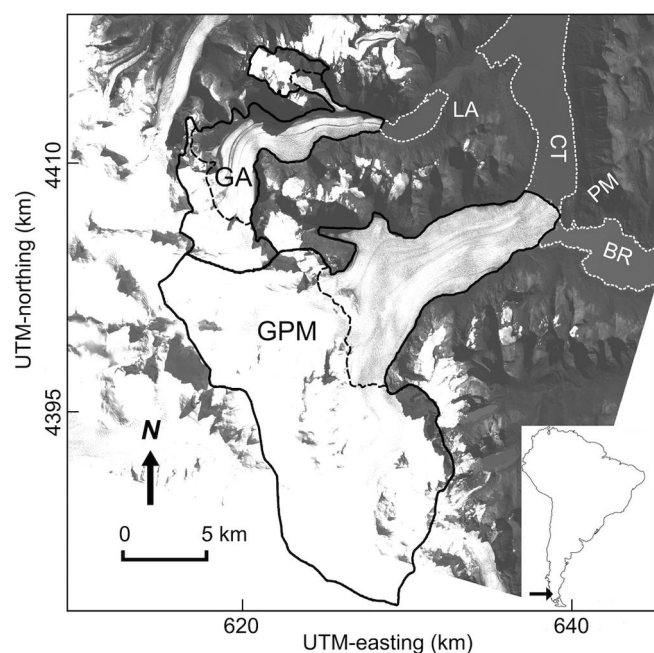 LA
4410
GA
CT
PM
BR
GPM
UTM-northing (km)
4395
N
0 5 km
620
640
UTM-easting (km)